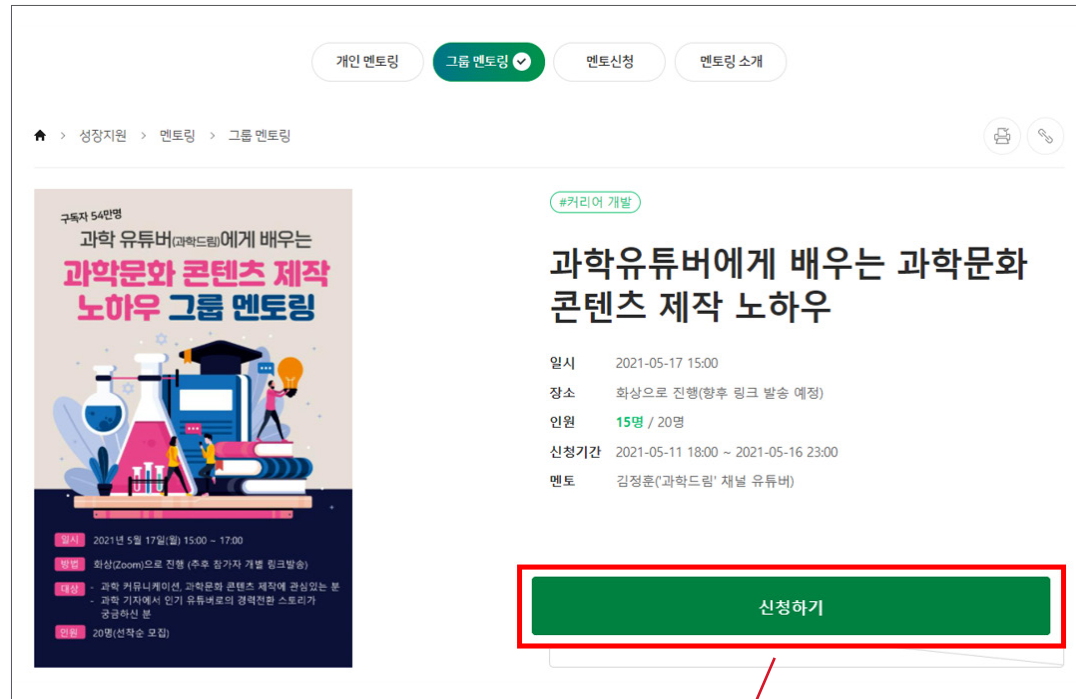 개인 멘토링
그룹 멘토링
멘토신청
멘토링 소개
> 성장지원 > 멘토링 > 그룹 멘토링
구독자 54만명
과학 유튜버(과학드림)에게 배우는
과학문화 콘텐츠 제작
노하우 그룹 멘토링
일시 2021년 5월 17일(월) 15:00 ~ 17:00
방법 화상(Zoom)으로 진행 (추후 참가자 개별 링크발송)
대상 - 과학 커뮤니케이션, 과학문화 콘텐츠 제작에 관심있는 분
- 과학 기자에서 인기 유튜버로의 경력전환 스토리가
궁금하신 분
인원 20명(선착순 모집)
#커리어 개발
과학유튜버에게 배우는 과학문화
콘텐츠 제작 노하우
일시 2021-05-17 15:00
장소 화상으로 진행(향후 링크 발송 예정)
인원 15명 / 20명
신청기간 2021-05-11 18:00 ~ 2021-05-16 23:00
멘토 김정훈('과학드림' 채널 유튜버)
신청하기